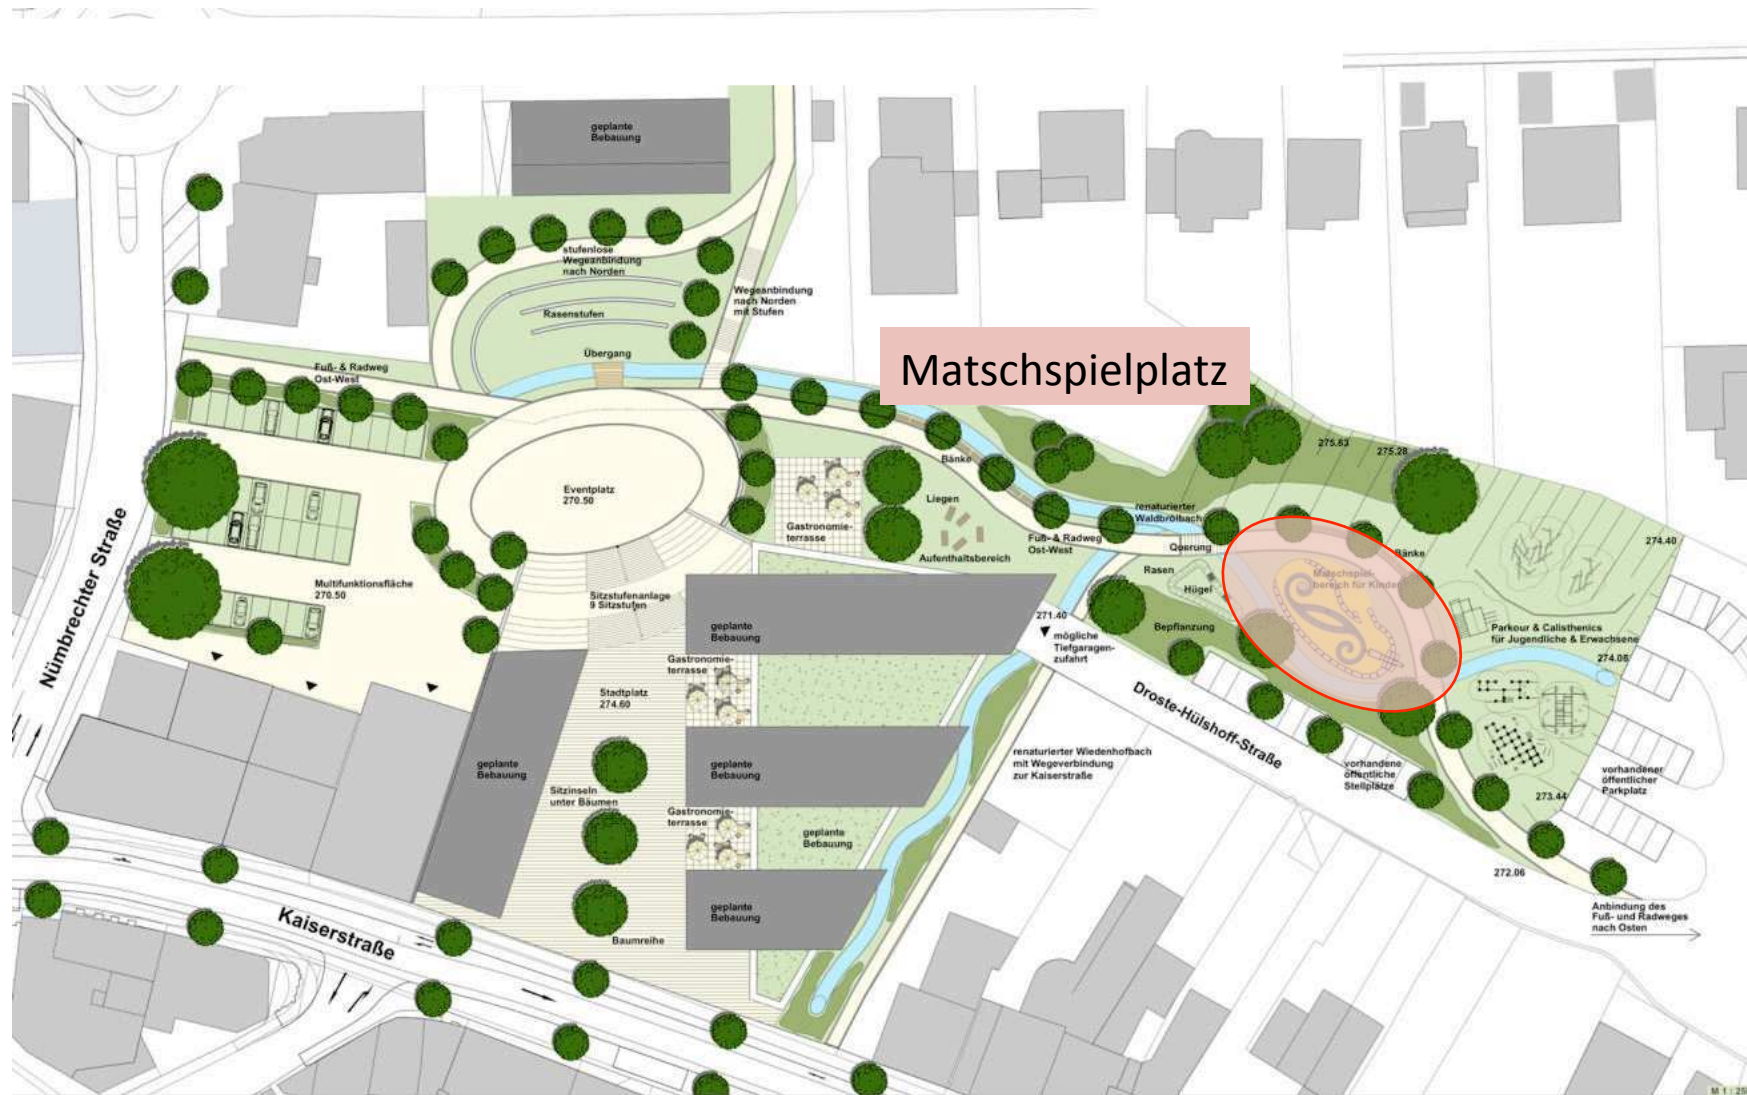 geplante
Bebauung
stufenlose
Wegeanbindung
nach Norden
Wegeanbindung
nach Norden
mit Stufen
Rasenstufen
Übergang
Fuß- & Radweg
Ost-West
Matschspielplatz
275.63
275.28
274.40
Bänke
Eventplatz
270.50
Liegen
Gastronomie-
terrasse
Aufenthaltsbereich
renaturierter
Waldbrölbach
Fuß- & Radweg
Ost-West
Querung
Bänke
Rasen
Hügel
Matschspiel-
bereich für Kinder
Nümbrechter Straße
Multifunktionsfläche
270.50
Sitzstufenanlage
9 Sitzstufen
geplante
Bebauung
271.40
mögliche
Tiefgaragen-
zufahrt
Bepflanzung
Parkour & Calisthenics
für Jugendliche & Erwachsene
274.08
Gastronomie-
terrasse
Stadtplatz
274.60
Droste-Hülshoff-Straße
geplante
Bebauung
geplante
Bebauung
renaturierter Wiedenhofbach
mit Wegeverbindung
zur Kaiserstraße
vorhandene
öffentliche
Stellplätze
vorhandener
öffentlicher
Parkplatz
273.44
Sitzinseln
unter Bäumen
Gastronomie-
terrasse
geplante
Bebauung
272.06
geplante
Bebauung
Kaiserstraße
Baumreihe
Anbindung des
Fuß- und Radweges
nach Osten